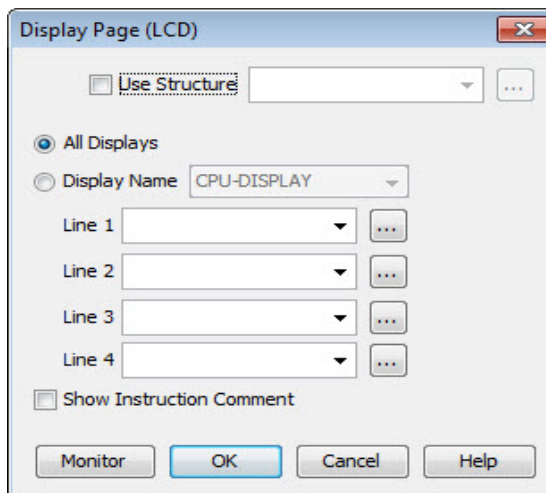 Display Page (LCD)
Use Structure
...
All Displays
Display Name CPU-DISPLAY
Line 1 ...
Line 2 ...
Line 3 ...
Line 4 ...
Show Instruction Comment
Monitor OK Cancel Help